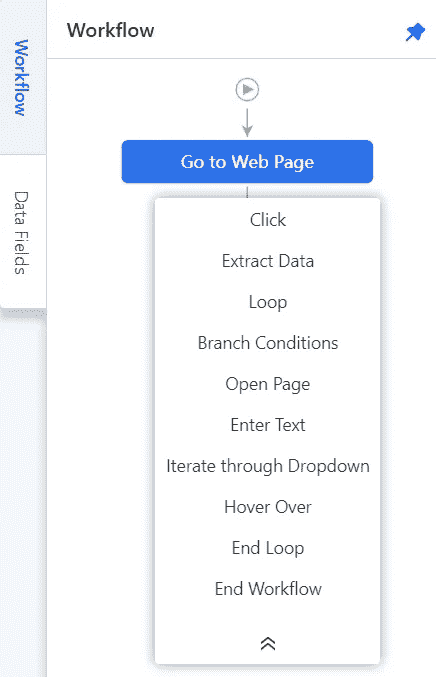 Workflow
Workflow
Data Fields
Go to Web Page
Click
Extract Data
Loop
Branch Conditions
Open Page
Enter Text
Iterate through Dropdown
Hover Over
End Loop
End Workflow